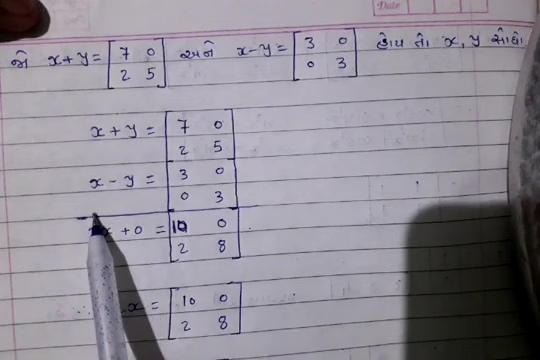 Date
જો x+y = [7 0 અને x-y = [3 0 હોય તો x, y શોધો.
2 5] 0 3]
x + y = [7 0
2 5]
x - y = [3 0
0 3]
x + 0 = [10 0
2 8]
x = [10 0
2 8]